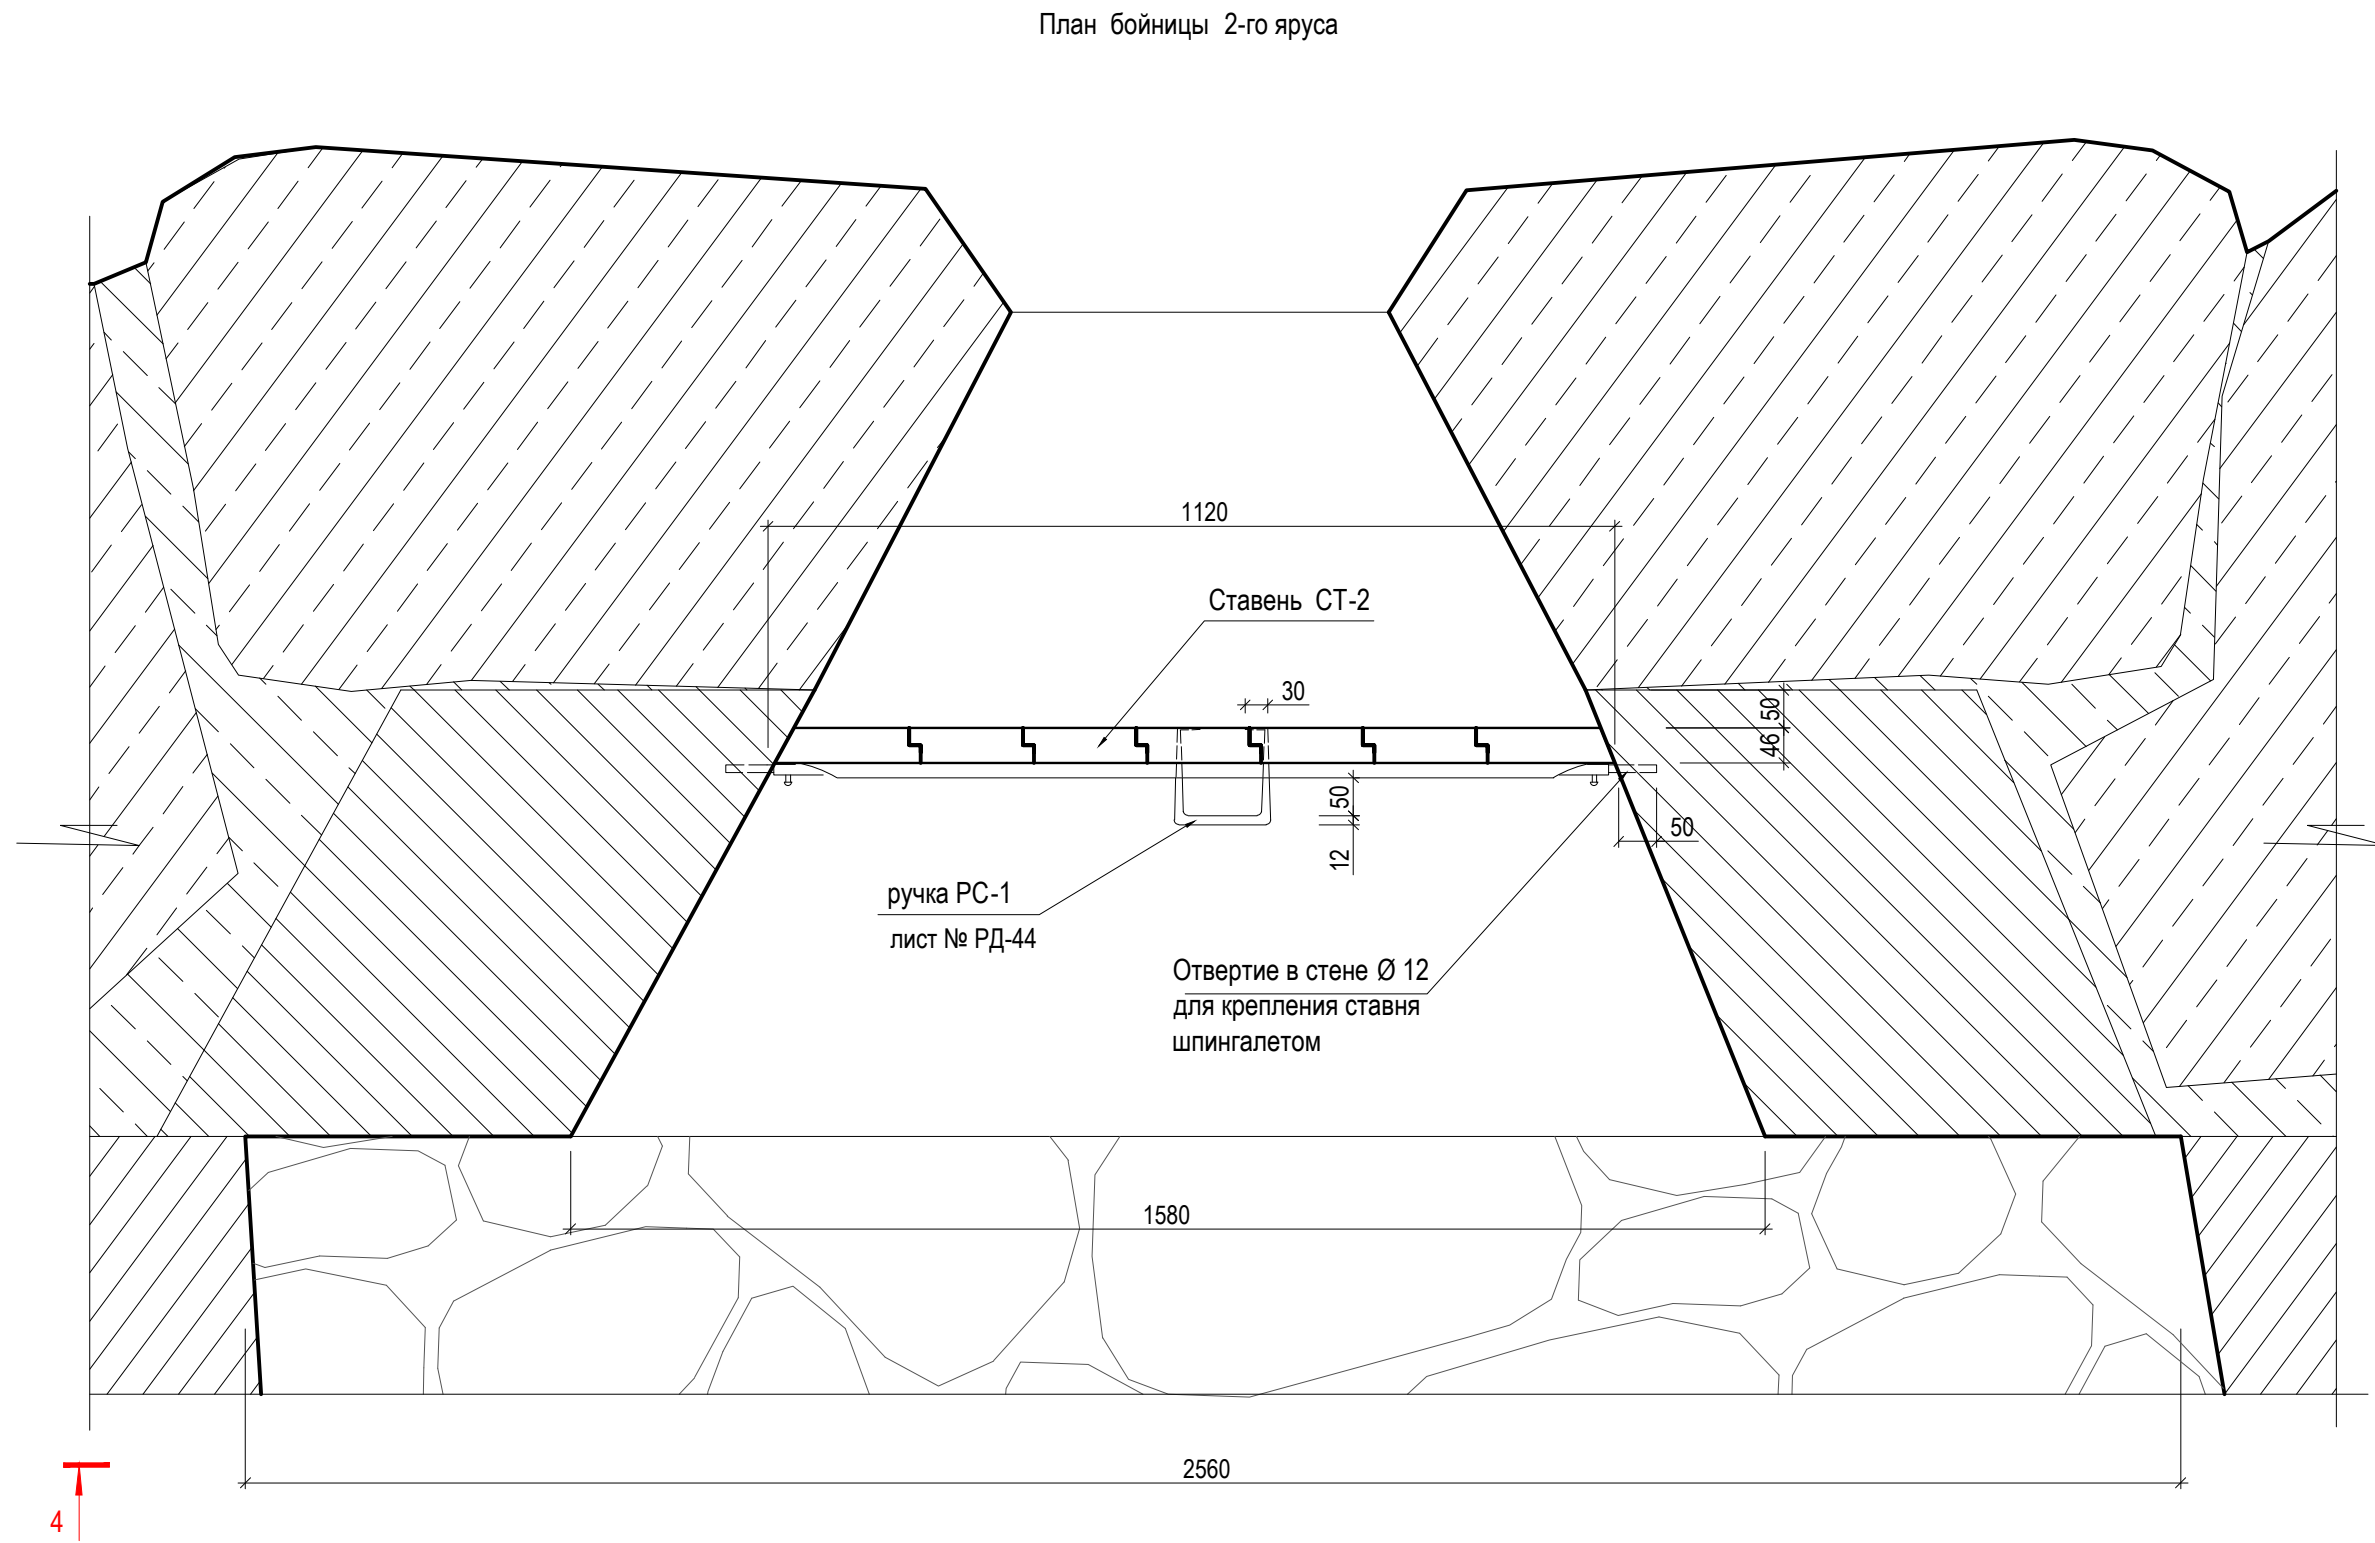 План бойницы 2-го яруса
1120
Ставень СТ-2
30
50
46
50
12
50
ручка РС-1
лист № РД-44
Отвертие в стене Ø 12
для крепления ставня
шпингалетом
1580
2560
4